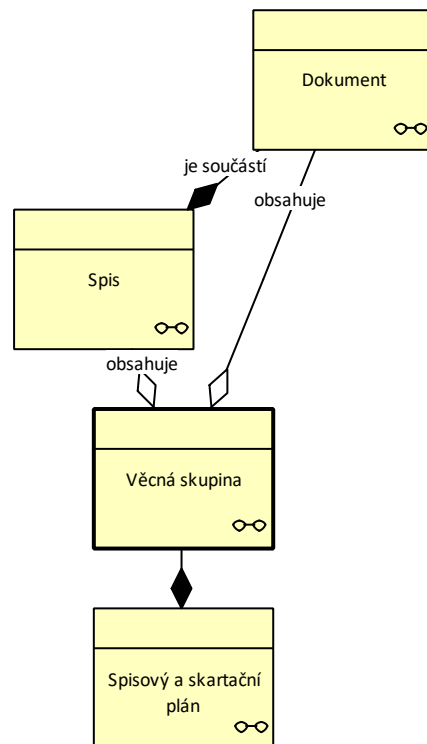 Dokument
je součástí
obsahuje
Spis
obsahuje
Věcná skupina
Spisový a skartační
plán